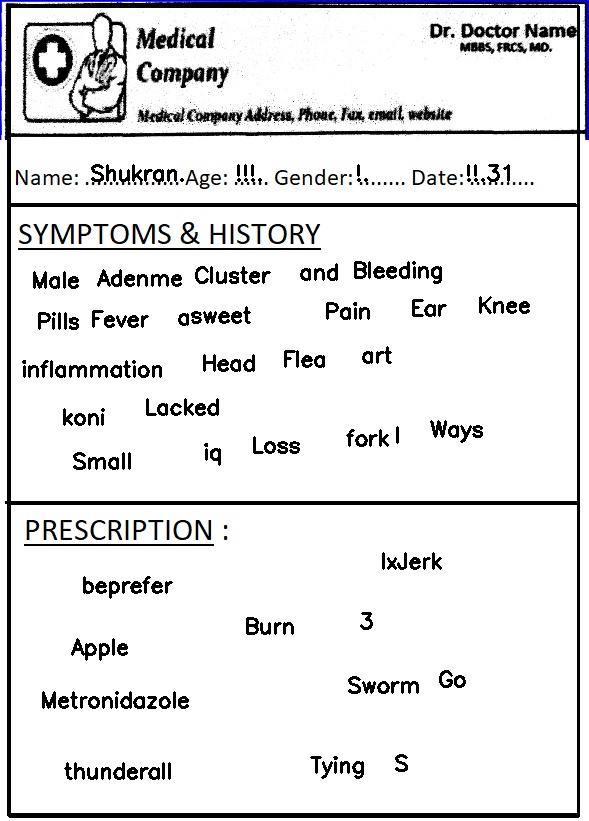 Medical
Company
Dr. Doctor Name
MBBS, FRCS, MD.
Medical Company Address, Phone, Fax, email, website
Name: Shukran. Age: !!!.. Gender: !. Date: !!.31
SYMPTOMS & HISTORY
Male Adenme Cluster and Bleeding
Pills Fever asweet Pain Ear Knee
inflammation Head Flea art
koni Lacked
Small iq Loss fork I Ways
PRESCRIPTION :
beprefer IxJerk
Apple Burn 3
Metronidazole Sworm Go
thunderall Tying S